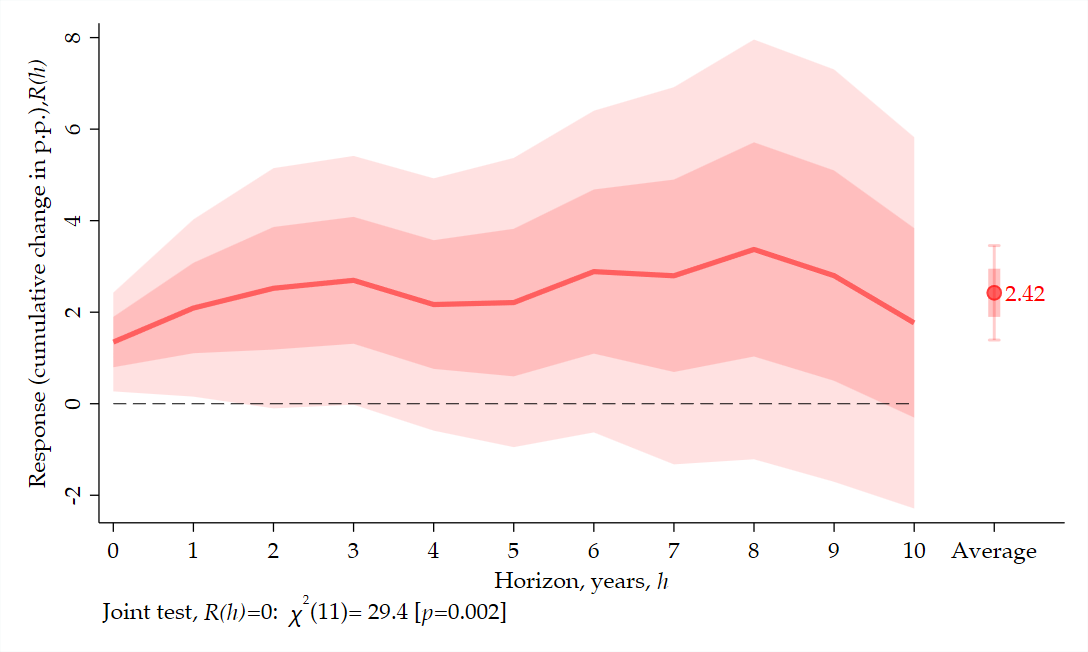 Response (cumulative change in p.p.),R(h)
8
6
4
2
0
-2
2.42
0 1 2 3 4 5 6 7 8 9 10 Average
Horizon, years, h
Joint test, R(h)=0: χ²(11)= 29.4 [p=0.002]